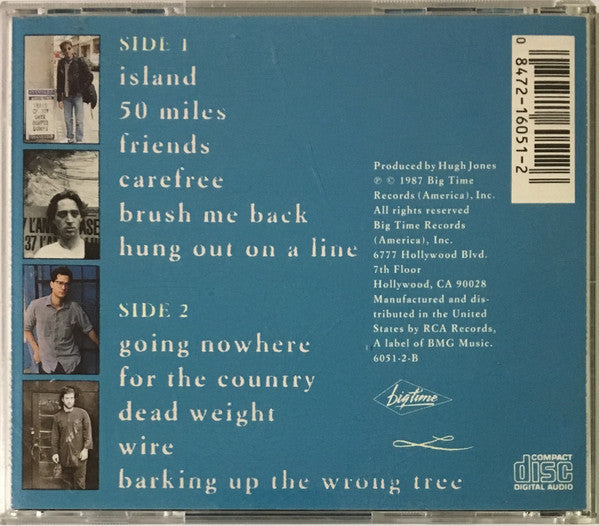 SIDE 1
island
50 miles
friends
carefree
brush me back
hung out on a line
SIDE 2
going nowhere
for the country
dead weight
wire
barking up the wrong tree
Produced by Hugh Jones
℗ © 1987 Big Time
Records (America), Inc.
All rights reserved
Big Time Records
(America), Inc.
6777 Hollywood Blvd.
7th Floor
Hollywood, CA 90028
Manufactured and dis-
tributed in the United
States by RCA Records,
A label of BMG Music.
6051-2-B
bigtime
COMPACT
disc
DIGITAL AUDIO
0 8472-16051-2